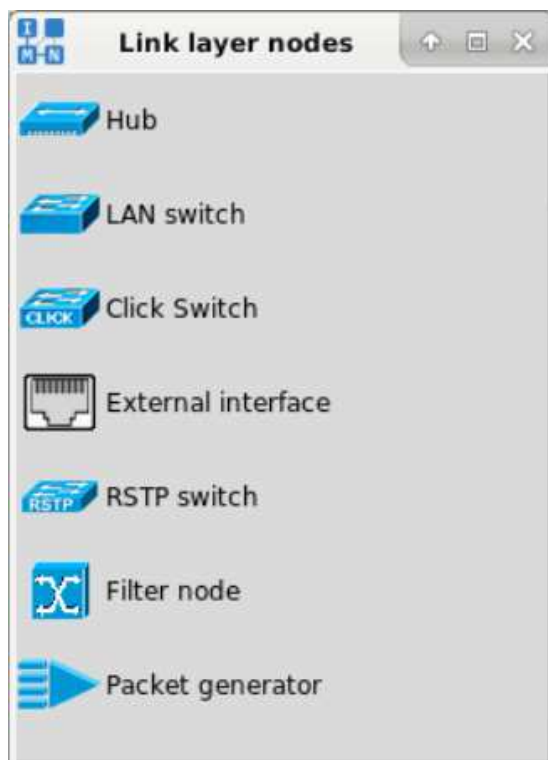 I
M N
Link layer nodes
Hub
LAN switch
CLICK
Click Switch
External interface
RSTP
RSTP switch
Filter node
Packet generator